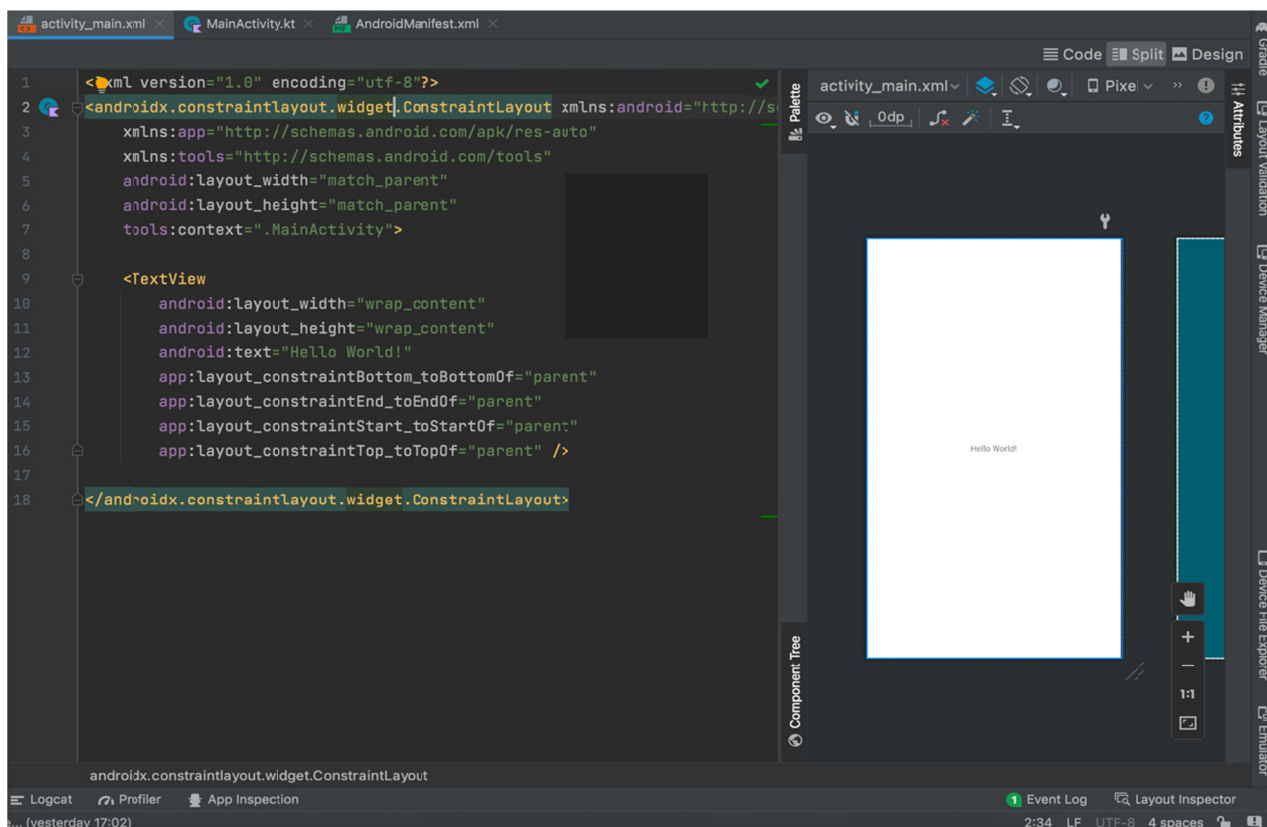 activity_main.xml MainActivity.kt AndroidManifest.xml
Code Split Design
1 <?xml version="1.0" encoding="utf-8"?>
2 <androidx.constraintlayout.widget.ConstraintLayout xmlns:android="http://s
3 xmlns:app="http://schemas.android.com/apk/res-auto"
4 xmlns:tools="http://schemas.android.com/tools"
5 android:layout_width="match_parent"
6 android:layout_height="match_parent"
7 tools:context=".MainActivity">
8
9 <TextView
10 android:layout_width="wrap_content"
11 android:layout_height="wrap_content"
12 android:text="Hello World!"
13 app:layout_constraintBottom_toBottomOf="parent"
14 app:layout_constraintEnd_toEndOf="parent"
15 app:layout_constraintStart_toStartOf="parent"
16 app:layout_constraintTop_toTopOf="parent" />
17
18 </androidx.constraintlayout.widget.ConstraintLayout>
Palette
Component Tree
activity_main.xml Pixel
0dp
Hello World!
1:1
Attributes
Gradle
Layout Validation
Device Manager
Device File Explorer
Emulator
androidx.constraintlayout.widget.ConstraintLayout
Logcat Profiler App Inspection 1 Event Log Layout Inspector
e... (yesterday 17:02) 2:34 LF UTF-8 4 spaces